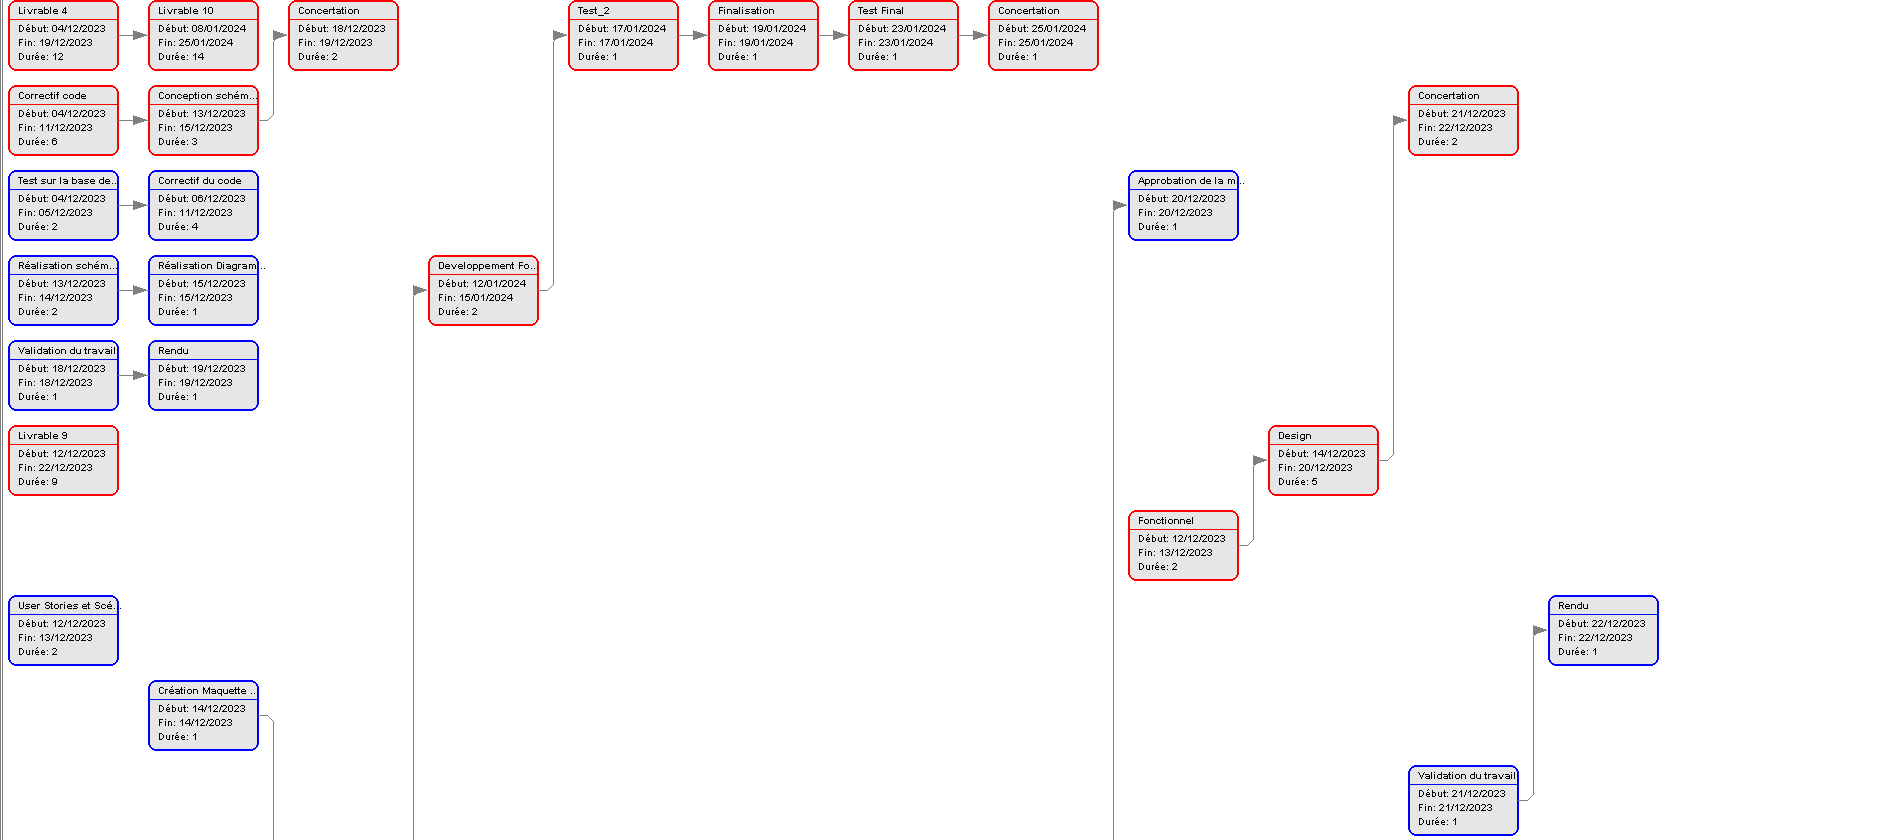 Livrable 4
Début: 04/12/2023
Fin: 19/12/2023
Durée: 12
Livrable 10
Début: 08/01/2024
Fin: 25/01/2024
Durée: 14
Concertation
Début: 18/12/2023
Fin: 19/12/2023
Durée: 2
Test_2
Début: 17/01/2024
Fin: 17/01/2024
Durée: 1
Finalisation
Début: 19/01/2024
Fin: 19/01/2024
Durée: 1
Test Final
Début: 23/01/2024
Fin: 23/01/2024
Durée: 1
Concertation
Début: 25/01/2024
Fin: 25/01/2024
Durée: 1
Correctif code
Début: 04/12/2023
Fin: 11/12/2023
Durée: 6
Conception schém...
Début: 13/12/2023
Fin: 15/12/2023
Durée: 3
Concertation
Début: 21/12/2023
Fin: 22/12/2023
Durée: 2
Test sur la base de...
Début: 04/12/2023
Fin: 05/12/2023
Durée: 2
Correctif du code
Début: 06/12/2023
Fin: 11/12/2023
Durée: 4
Approbation de la m...
Début: 20/12/2023
Fin: 20/12/2023
Durée: 1
Réalisation schém...
Début: 13/12/2023
Fin: 14/12/2023
Durée: 2
Réalisation Diagram...
Début: 15/12/2023
Fin: 15/12/2023
Durée: 1
Developpement Fo...
Début: 12/01/2024
Fin: 15/01/2024
Durée: 2
Validation du travail
Début: 18/12/2023
Fin: 18/12/2023
Durée: 1
Rendu
Début: 19/12/2023
Fin: 19/12/2023
Durée: 1
Livrable 9
Début: 12/12/2023
Fin: 22/12/2023
Durée: 9
Design
Début: 14/12/2023
Fin: 20/12/2023
Durée: 5
Fonctionnel
Début: 12/12/2023
Fin: 13/12/2023
Durée: 2
User Stories et Scé...
Début: 12/12/2023
Fin: 13/12/2023
Durée: 2
Rendu
Début: 22/12/2023
Fin: 22/12/2023
Durée: 1
Création Maquette ...
Début: 14/12/2023
Fin: 14/12/2023
Durée: 1
Validation du travail
Début: 21/12/2023
Fin: 21/12/2023
Durée: 1